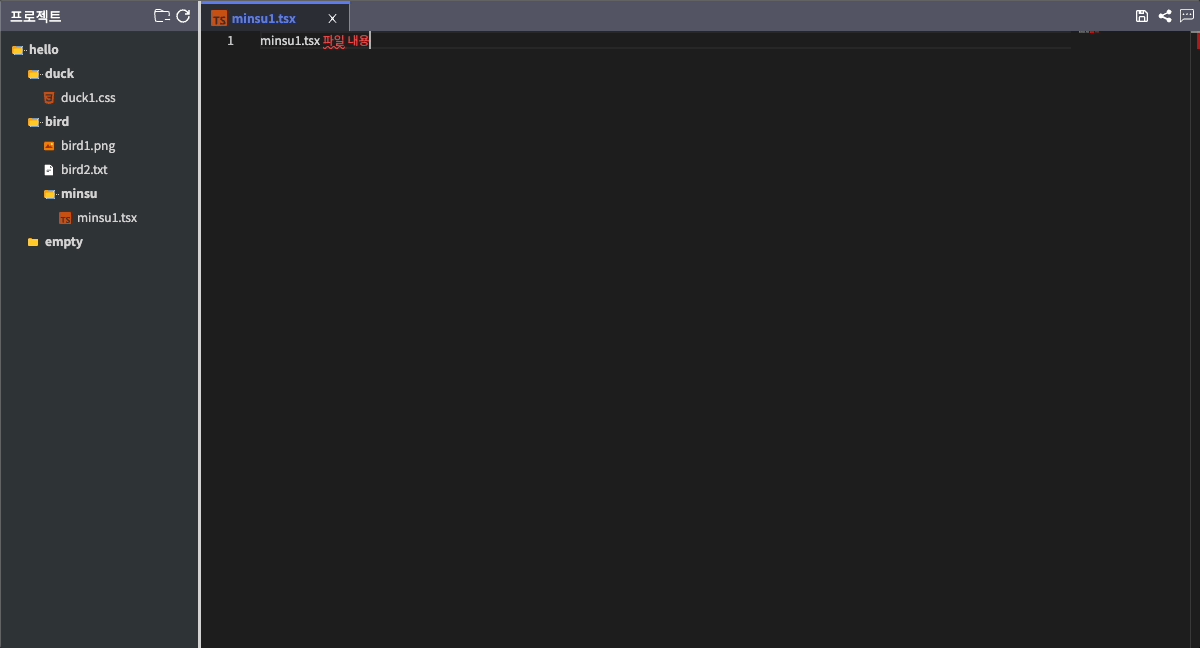 프로젝트
hello
duck
duck1.css
bird
bird1.png
bird2.txt
minsu
TS minsu1.tsx
empty
TS minsu1.tsx X
1 minsu1.tsx 파일 내용